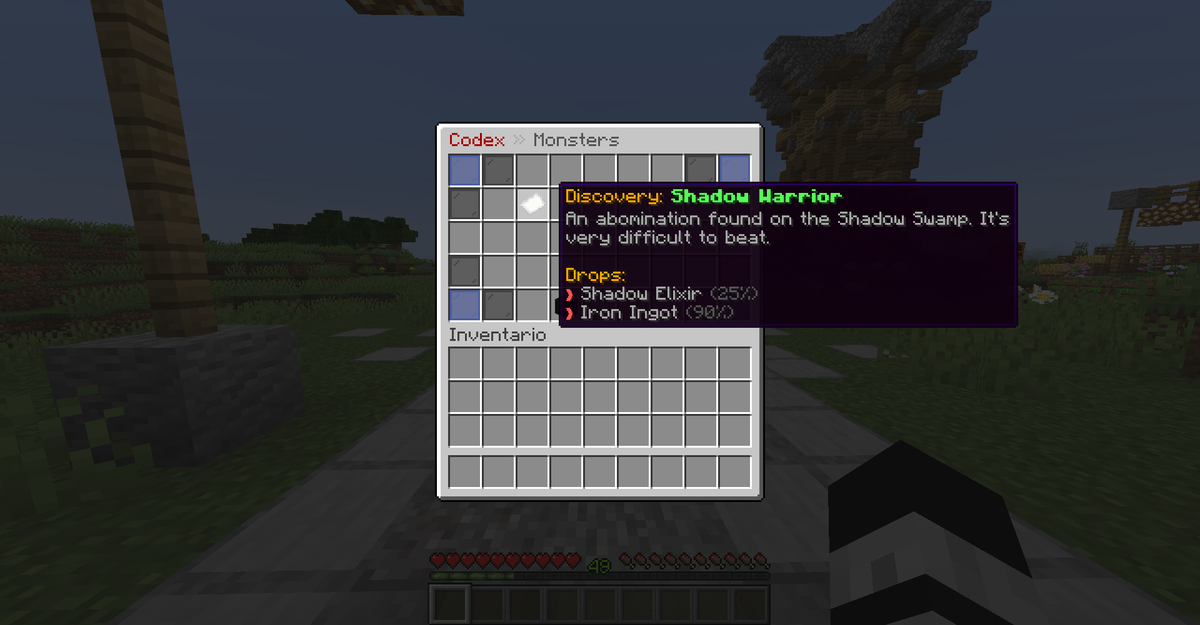 Codex » Monsters
Discovery: Shadow Warrior
An abomination found on the Shadow Swamp. It's
very difficult to beat.
Drops:
❫ Shadow Elixir (25%)
❫ Iron Ingot (90%)
Inventario
48